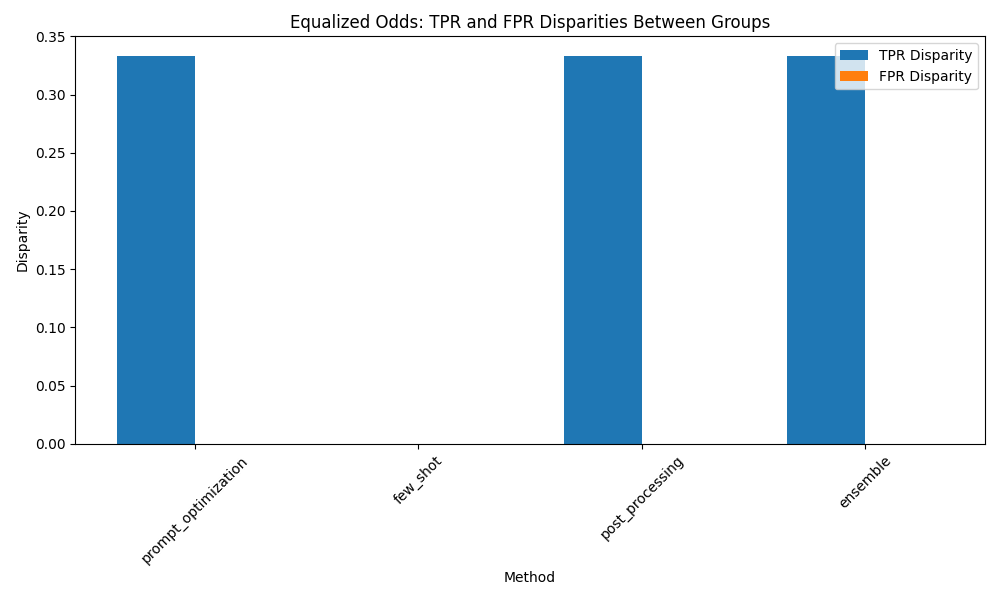 Equalized Odds: TPR and FPR Disparities Between Groups
TPR Disparity
FPR Disparity
Disparity
0.35
0.30
0.25
0.20
0.15
0.10
0.05
0.00
prompt_optimization
few_shot
post_processing
ensemble
Method